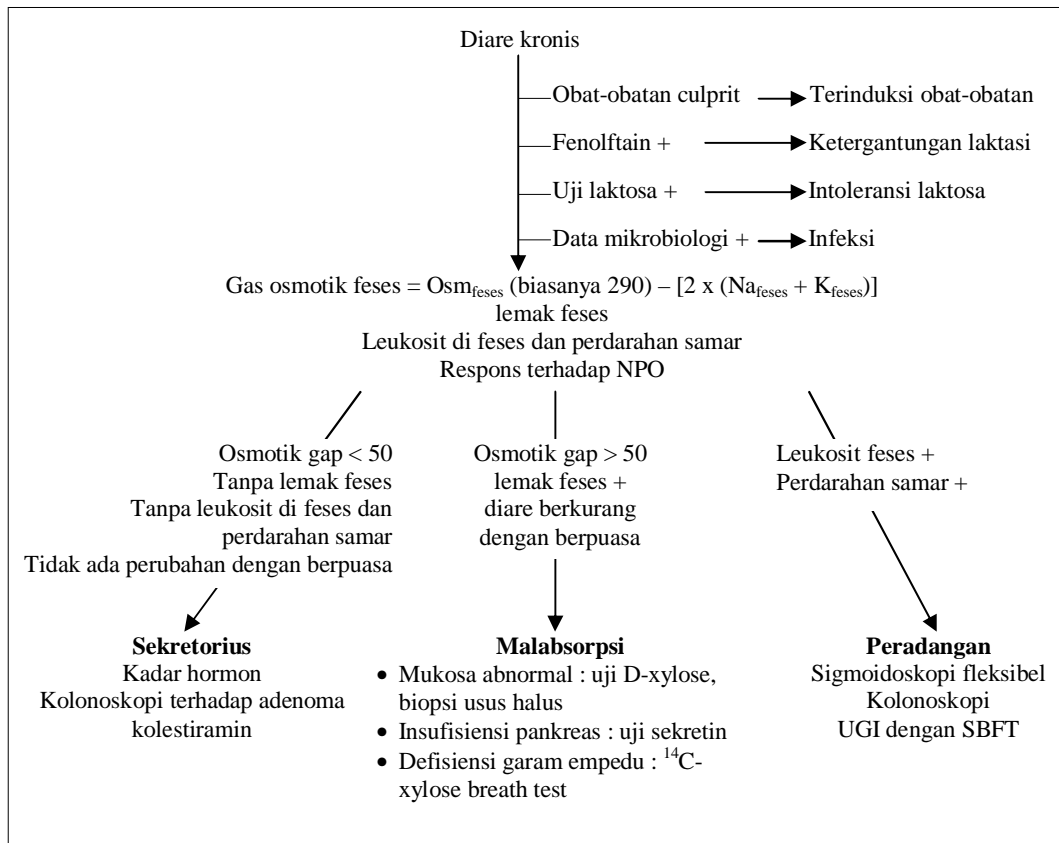 Diare kronis
Obat-obatan culprit
Terinduksi obat-obatan
Fenolftain +
Ketergantungan laktasi
Uji laktosa +
Intoleransi laktosa
Data mikrobiologi +
Infeksi
Gas osmotik feses = Osm_feses (biasanya 290) – [2 x (Na_feses + K_feses)]
lemak feses
Leukosit di feses dan perdarahan samar
Respons terhadap NPO
Osmotik gap < 50
Tanpa lemak feses
Tanpa leukosit di feses dan
perdarahan samar
Tidak ada perubahan dengan berpuasa
Osmotik gap > 50
lemak feses +
diare berkurang
dengan berpuasa
Leukosit feses +
Perdarahan samar +
Sekretorius
Kadar hormon
Kolonoskopi terhadap adenoma
kolestiramin
Malabsorpsi
• Mukosa abnormal : uji D-xylose,
biopsi usus halus
• Insufisiensi pankreas : uji sekretin
• Defisiensi garam empedu : ¹⁴C-
xylose breath test
Peradangan
Sigmoidoskopi fleksibel
Kolonoskopi
UGI dengan SBFT